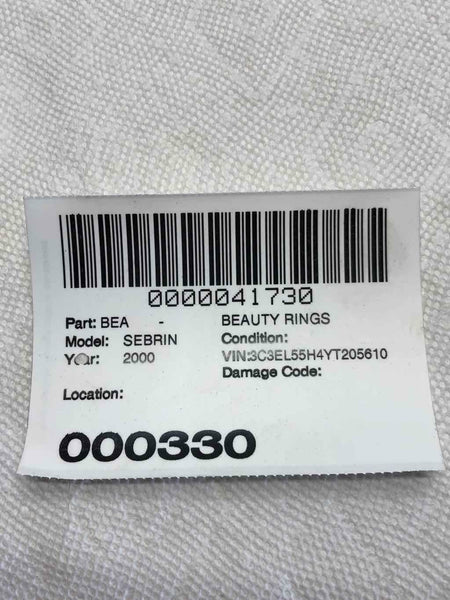 0000041730
Part: BEA - BEAUTY RINGS
Model: SEBRIN Condition:
Year: 2000 VIN:3C3EL55H4YT205610
Damage Code:
Location:
000330